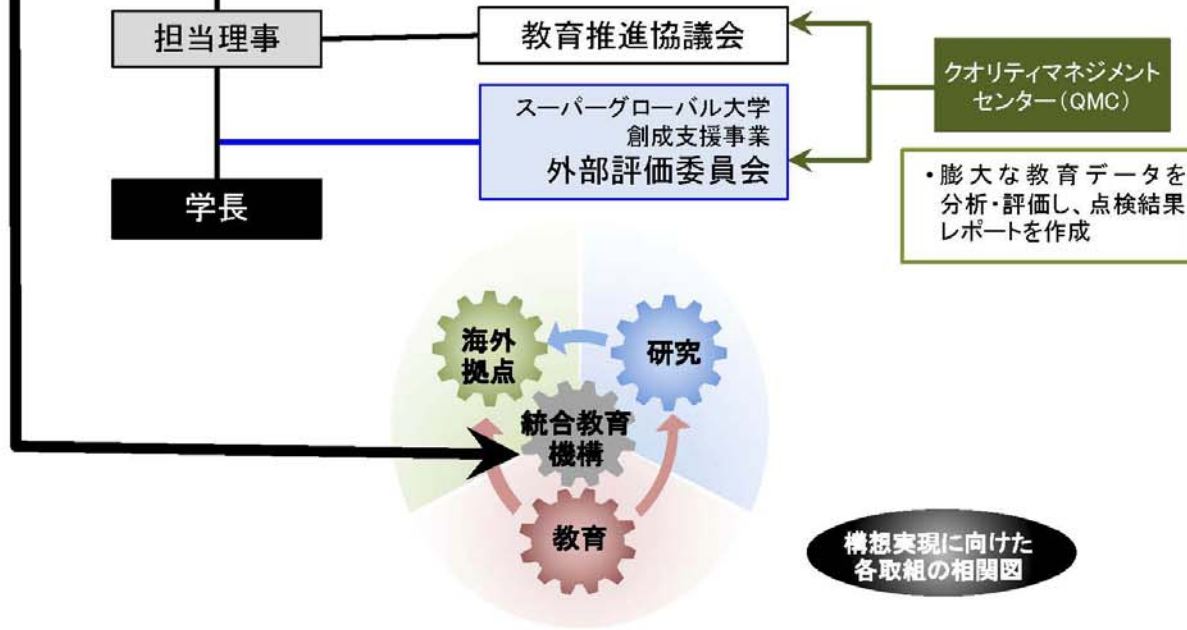 担当理事
教育推進協議会
クオリティマネジメント
センター(QMC)
スーパーグローバル大学
創成支援事業
外部評価委員会
・膨大な教育データを
分析・評価し、点検結果
レポートを作成
学長
海外
拠点
研究
統合教育
機構
教育
構想実現に向けた
各取組の相関図